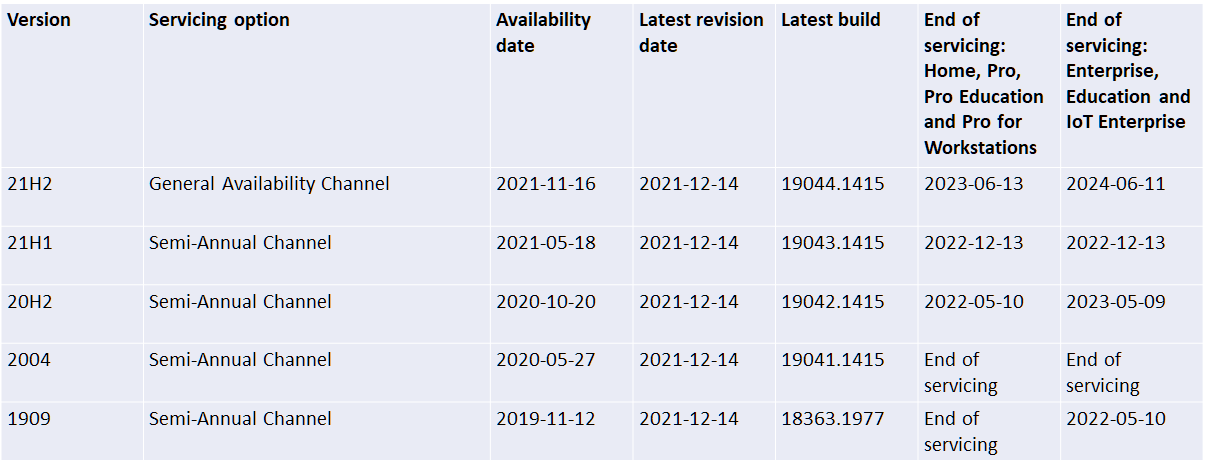 Version
Servicing option
Availability
date
Latest revision
date
Latest build
End of
servicing:
Home, Pro,
Pro Education
and Pro for
Workstations
End of
servicing:
Enterprise,
Education and
IoT Enterprise
21H2
General Availability Channel
2021-11-16
2021-12-14
19044.1415
2023-06-13
2024-06-11
21H1
Semi-Annual Channel
2021-05-18
2021-12-14
19043.1415
2022-12-13
2022-12-13
20H2
Semi-Annual Channel
2020-10-20
2021-12-14
19042.1415
2022-05-10
2023-05-09
2004
Semi-Annual Channel
2020-05-27
2021-12-14
19041.1415
End of
servicing
End of
servicing
1909
Semi-Annual Channel
2019-11-12
2021-12-14
18363.1977
End of
servicing
2022-05-10